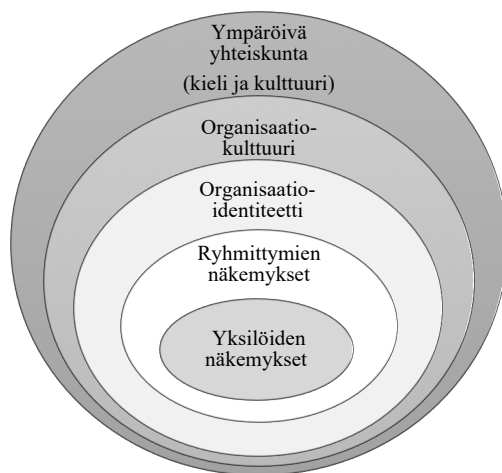 Ympäröivä
yhteiskunta
(kieli ja kulttuuri)
Organisaatio-
kulttuuri
Organisaatio-
identiteetti
Ryhmittymien
näkemykset
Yksilöiden
näkemykset